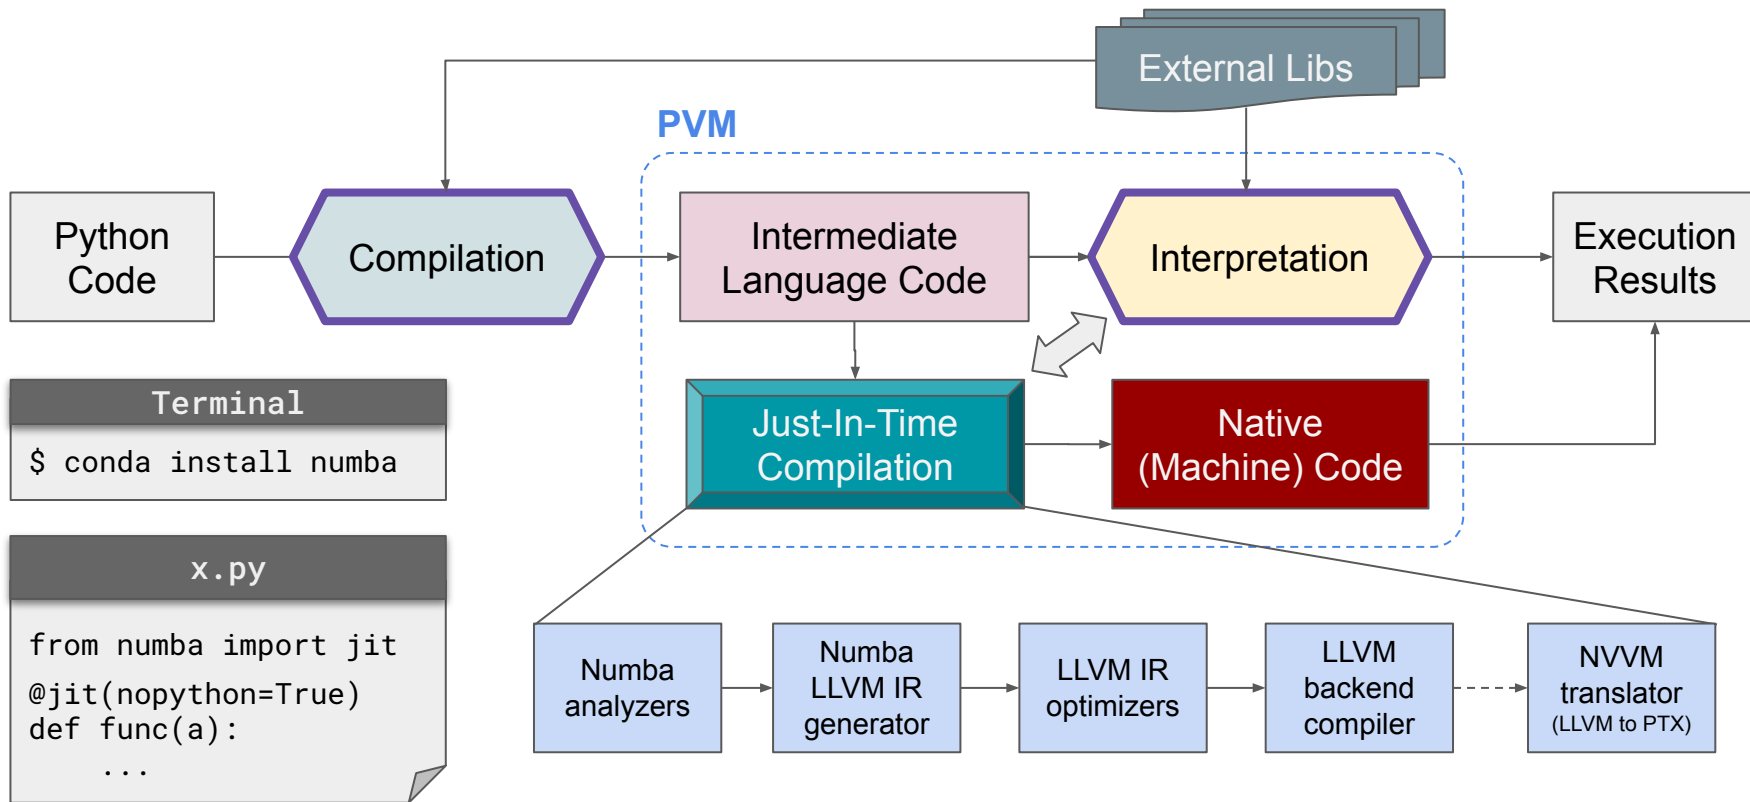 External Libs
PVM
Python
Code
Compilation
Intermediate
Language Code
Interpretation
Execution
Results
Just-In-Time
Compilation
Native
(Machine) Code
Terminal
$ conda install numba
x.py
from numba import jit
@jit(nopython=True)
def func(a):
    ...
Numba
analyzers
Numba
LLVM IR
generator
LLVM IR
optimizers
LLVM
backend
compiler
NVVM
translator
(LLVM to PTX)